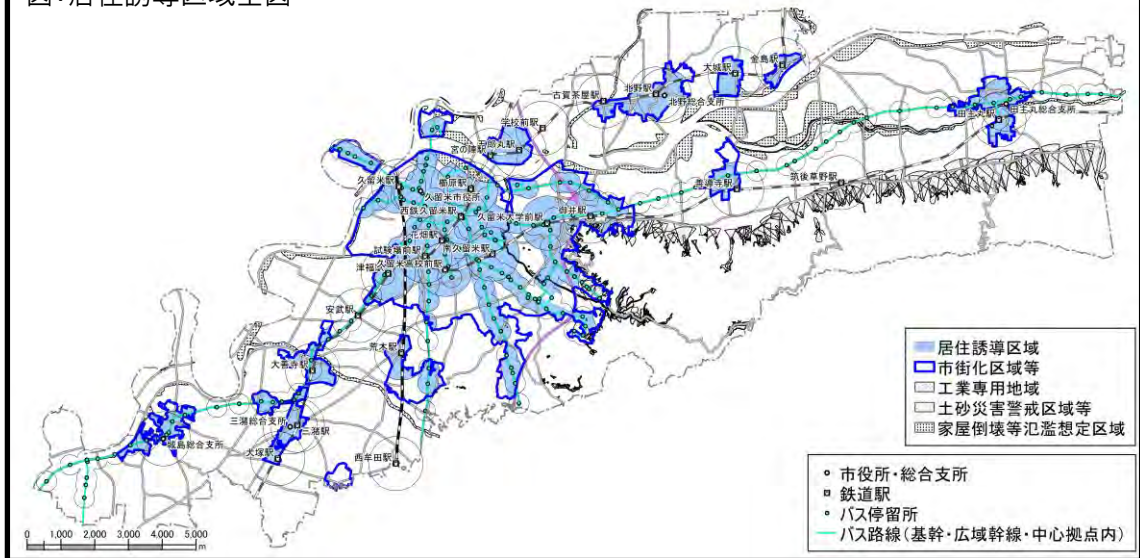 図：居住誘導区域全図
金島駅
大城駅
北野駅
北野総合支所
古賀茶屋駅
田主丸総合支所
田主丸駅
学校前駅
五郎丸駅
宮の陣駅
久留米駅
櫛原駅
久留米市役所
善導寺駅
筑後草野駅
西鉄久留米駅
久留米大学前駅
御井駅
花畑駅
試験場前駅
南久留米駅
久留米高校前駅
津福駅
安武駅
荒木駅
大善寺駅
三潴総合支所
三潴駅
城島総合支所
犬塚駅
西牟田駅
居住誘導区域
市街化区域等
工業専用地域
土砂災害警戒区域等
家屋倒壊等氾濫想定区域
市役所・総合支所
鉄道駅
バス停留所
バス路線(基幹・広域幹線・中心拠点内)
0 1,000 2,000 3,000 4,000 5,000
m